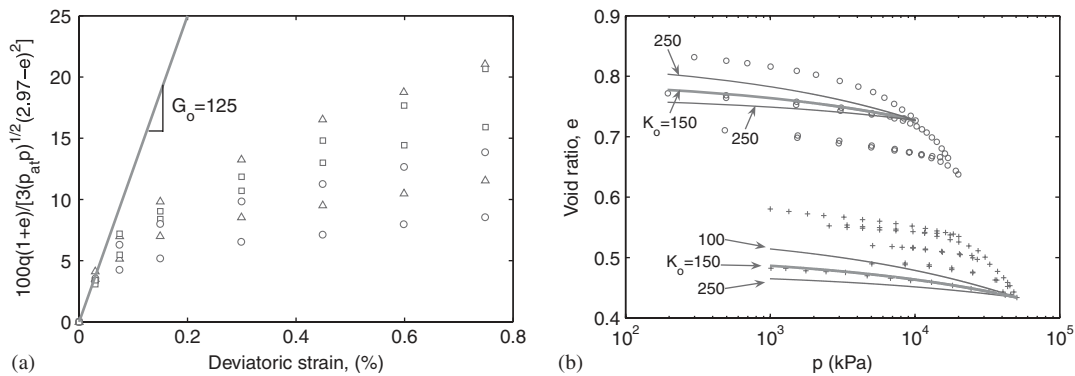 25
20
15
10
5
0
0
0.2
0.4
0.6
0.8
100q(1+e)/[3(p_at p)^1/2(2.97−e)^2]
G_o=125
Deviatoric strain, (%)
(a)
0.9
0.8
0.7
0.6
0.5
0.4
10^2
10^3
10^4
10^5
Void ratio, e
250
K_o=150
250
100
K_o=150
250
p (kPa)
(b)